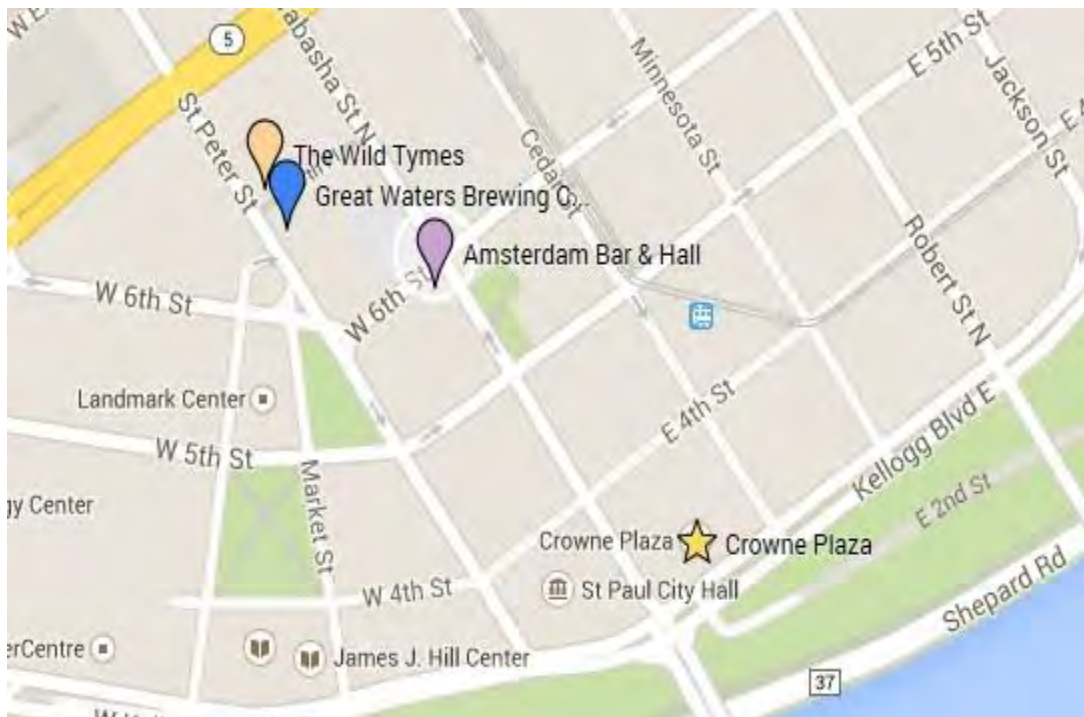 W E
5
Wabasha St N
St Peter St
Minnesota St
E 5th St
Jackson St
Cedar St
The Wild Tymes
Great Waters Brewing C...
Amsterdam Bar & Hall
W 6th St
W 6th St
Robert St N
Landmark Center
E 4th St
W 5th St
Market St
Kellogg Blvd E
gy Center
E 2nd St
Crowne Plaza
Crowne Plaza
St Paul City Hall
W 4th St
Shepard Rd
erCentre
James J. Hill Center
37